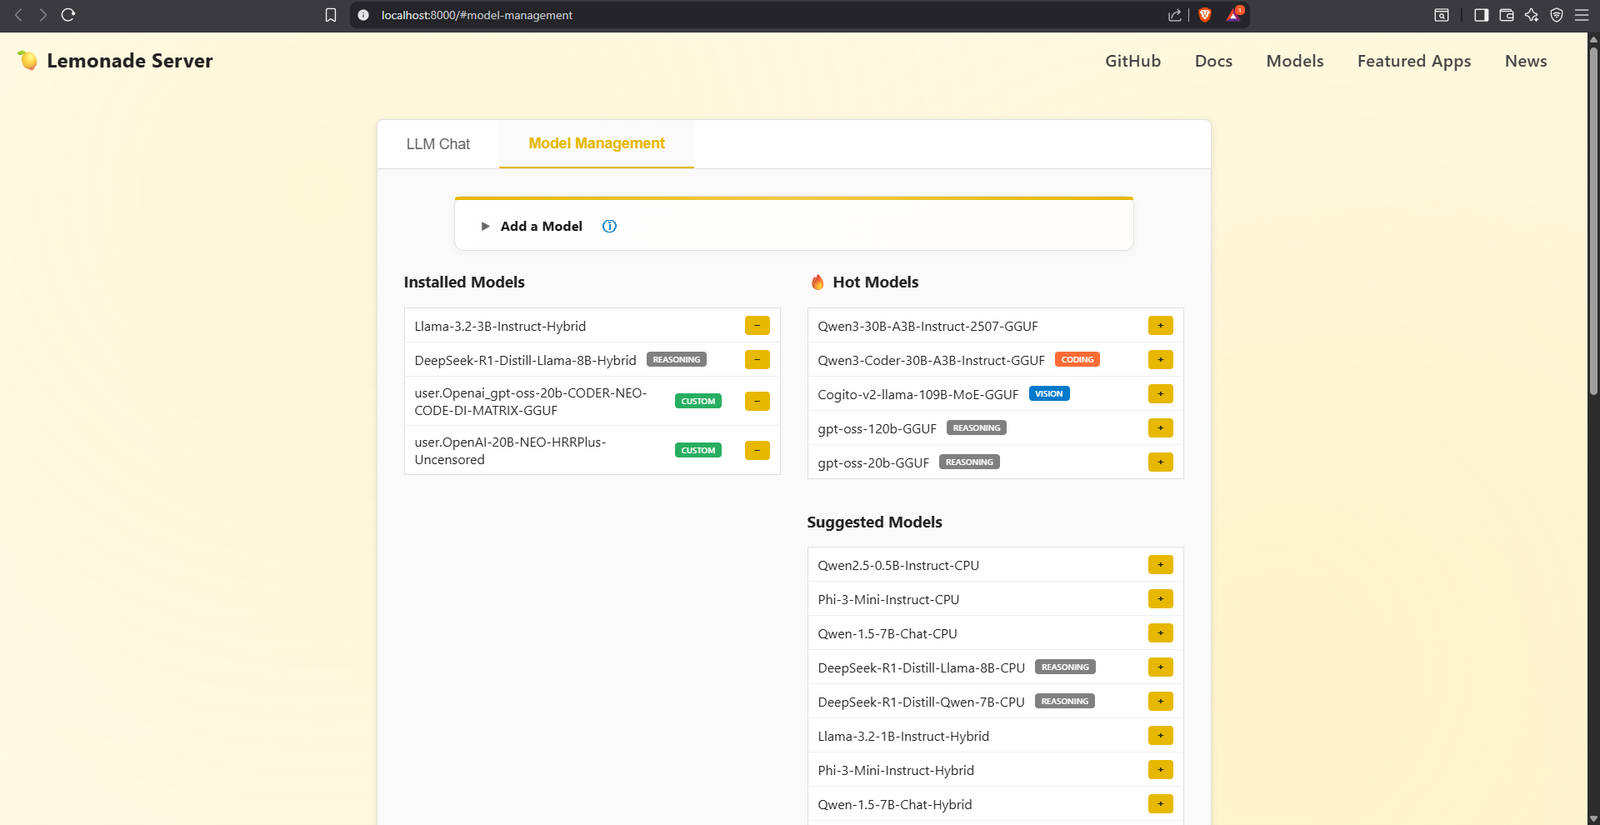 localhost:8000/#model-management
1
Lemonade Server
GitHub
Docs
Models
Featured Apps
News
LLM Chat
Model Management
▶ Add a Model
Installed Models
Llama-3.2-3B-Instruct-Hybrid
−
DeepSeek-R1-Distill-Llama-8B-Hybrid REASONING
−
user.Openai_gpt-oss-20b-CODER-NEO-
CODE-DI-MATRIX-GGUF
CUSTOM
−
user.OpenAI-20B-NEO-HRRPlus-
Uncensored
CUSTOM
−
🔥 Hot Models
Qwen3-30B-A3B-Instruct-2507-GGUF
+
Qwen3-Coder-30B-A3B-Instruct-GGUF CODING
+
Cogito-v2-llama-109B-MoE-GGUF VISION
+
gpt-oss-120b-GGUF REASONING
+
gpt-oss-20b-GGUF REASONING
+
Suggested Models
Qwen2.5-0.5B-Instruct-CPU
+
Phi-3-Mini-Instruct-CPU
+
Qwen-1.5-7B-Chat-CPU
+
DeepSeek-R1-Distill-Llama-8B-CPU REASONING
+
DeepSeek-R1-Distill-Qwen-7B-CPU REASONING
+
Llama-3.2-1B-Instruct-Hybrid
+
Phi-3-Mini-Instruct-Hybrid
+
Qwen-1.5-7B-Chat-Hybrid
+